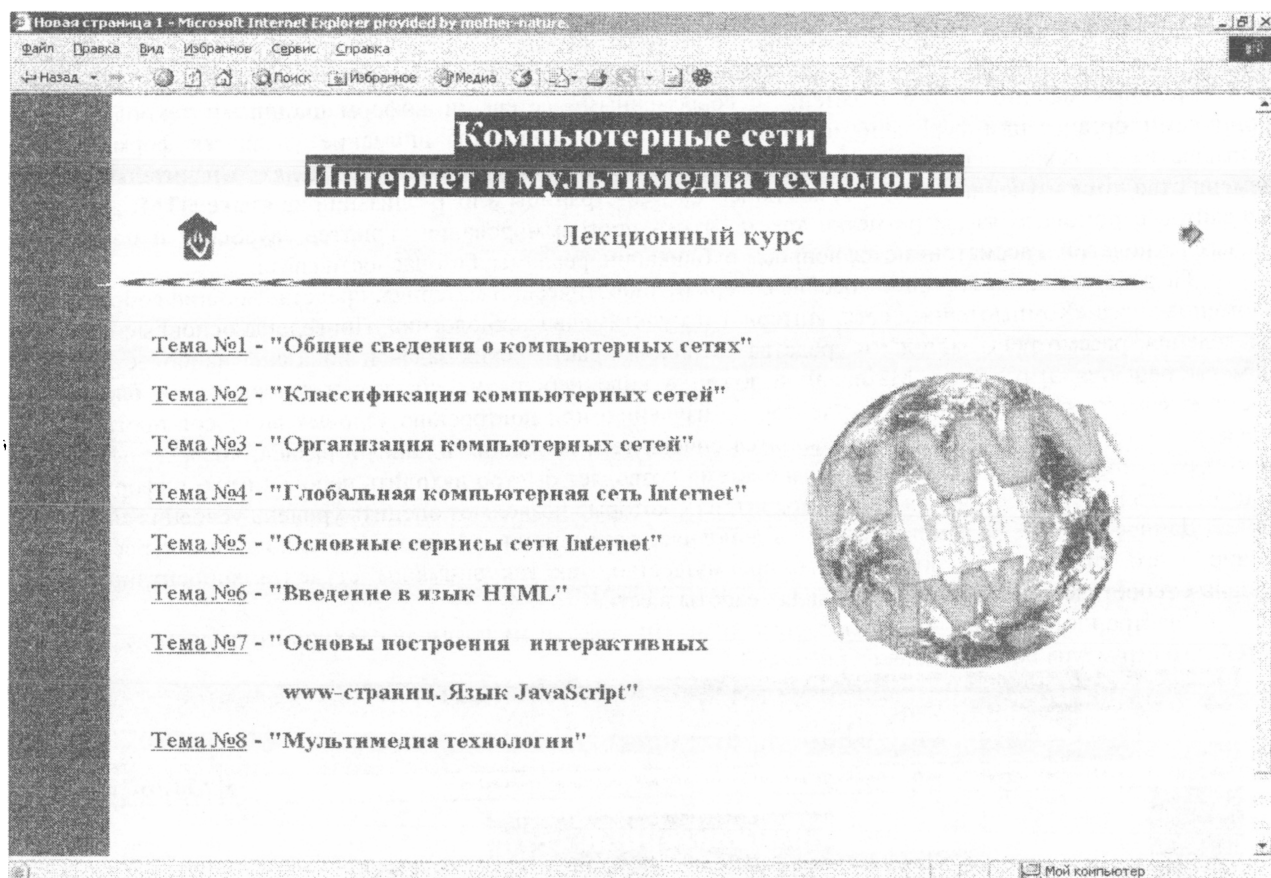 Новая страница 1 - Microsoft Internet Explorer provided by mother-nature.
Файл Правка Вид Избранное Сервис Справка
Назад Поиск Избранное Медиа
Компьютерные сети
Интернет и мультимедиа технологии
Лекционный курс
Тема №1 - "Общие сведения о компьютерных сетях"
Тема №2 - "Классификация компьютерных сетей"
Тема №3 - "Организация компьютерных сетей"
Тема №4 - "Глобальная компьютерная сеть Internet"
Тема №5 - "Основные сервисы сети Internet"
Тема №6 - "Введение в язык HTML"
Тема №7 - "Основы построения интерактивных
www-страниц. Язык JavaScript"
Тема №8 - "Мультимедиа технологии"
Мой компьютер